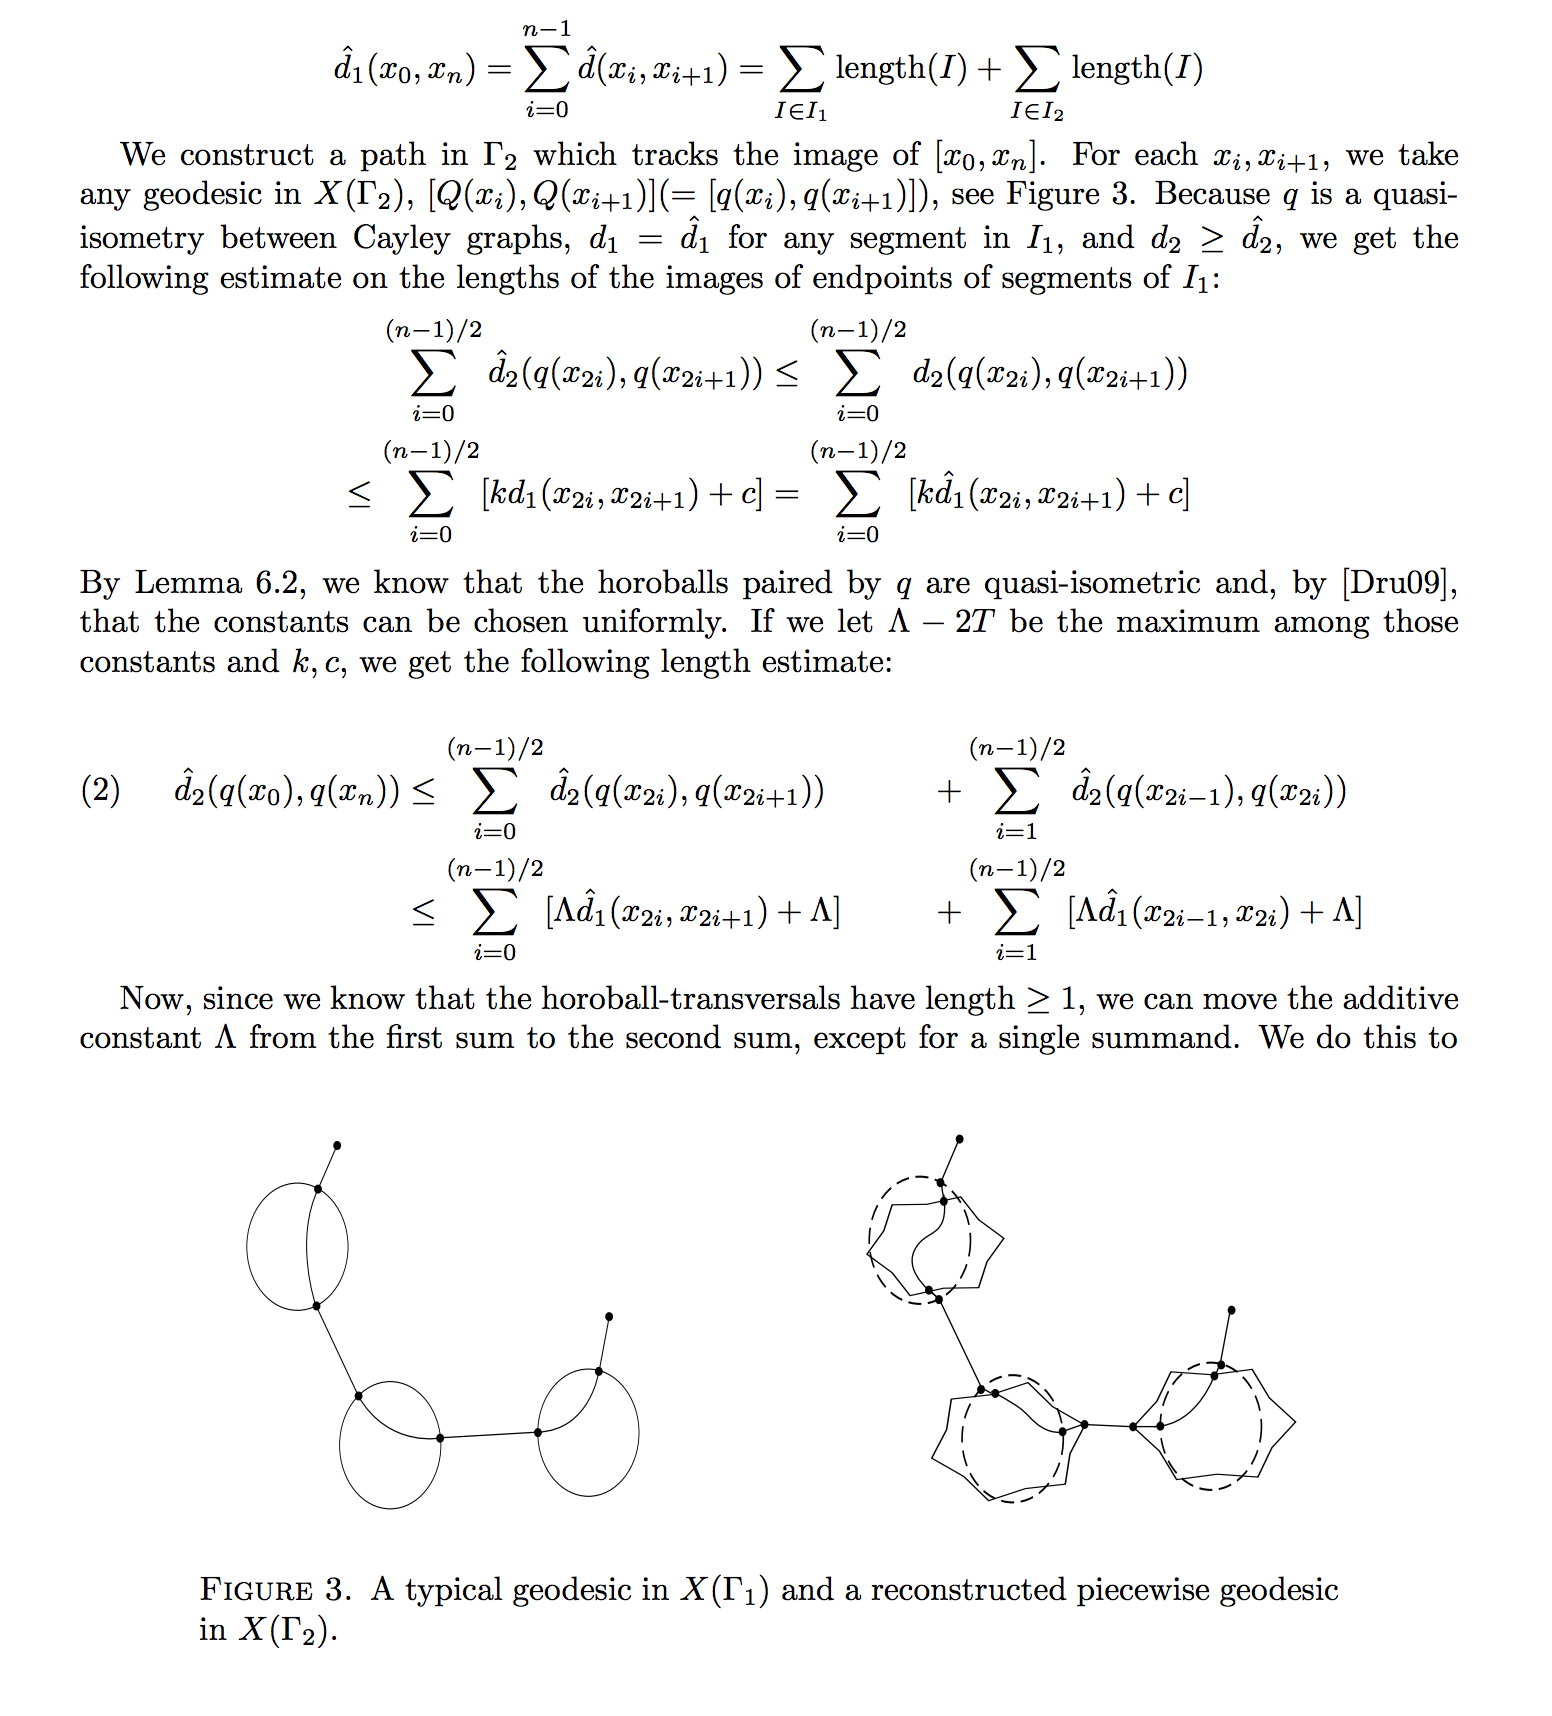 $\hat{d}_1(x_0, x_n) = \sum_{i=0}^{n-1} \hat{d}(x_i, x_{i+1}) = \sum_{I \in I_1} \text{length}(I) + \sum_{I \in I_2} \text{length}(I)$
We construct a path in $\Gamma_2$ which tracks the image of $[x_0, x_n]$. For each $x_i, x_{i+1}$, we take
any geodesic in $X(\Gamma_2)$, $[Q(x_i), Q(x_{i+1})](= [q(x_i), q(x_{i+1})])$, see Figure 3. Because $q$ is a quasi-
isometry between Cayley graphs, $d_1 = \hat{d}_1$ for any segment in $I_1$, and $d_2 \geq \hat{d}_2$, we get the
following estimate on the lengths of the images of endpoints of segments of $I_1$:
$\sum_{i=0}^{(n-1)/2} \hat{d}_2(q(x_{2i}), q(x_{2i+1})) \leq \sum_{i=0}^{(n-1)/2} d_2(q(x_{2i}), q(x_{2i+1}))$
$\leq \sum_{i=0}^{(n-1)/2} [kd_1(x_{2i}, x_{2i+1}) + c] = \sum_{i=0}^{(n-1)/2} [k\hat{d}_1(x_{2i}, x_{2i+1}) + c]$
By Lemma 6.2, we know that the horoballs paired by $q$ are quasi-isometric and, by [Dru09],
that the constants can be chosen uniformly. If we let $\Lambda - 2T$ be the maximum among those
constants and $k, c$, we get the following length estimate:
(2) $\hat{d}_2(q(x_0), q(x_n)) \leq \sum_{i=0}^{(n-1)/2} \hat{d}_2(q(x_{2i}), q(x_{2i+1})) + \sum_{i=1}^{(n-1)/2} \hat{d}_2(q(x_{2i-1}), q(x_{2i}))$
$\leq \sum_{i=0}^{(n-1)/2} [\Lambda\hat{d}_1(x_{2i}, x_{2i+1}) + \Lambda] + \sum_{i=1}^{(n-1)/2} [\Lambda\hat{d}_1(x_{2i-1}, x_{2i}) + \Lambda]$
Now, since we know that the horoball-transversals have length $\geq 1$, we can move the additive
constant $\Lambda$ from the first sum to the second sum, except for a single summand. We do this to
FIGURE 3. A typical geodesic in $X(\Gamma_1)$ and a reconstructed piecewise geodesic
in $X(\Gamma_2)$.